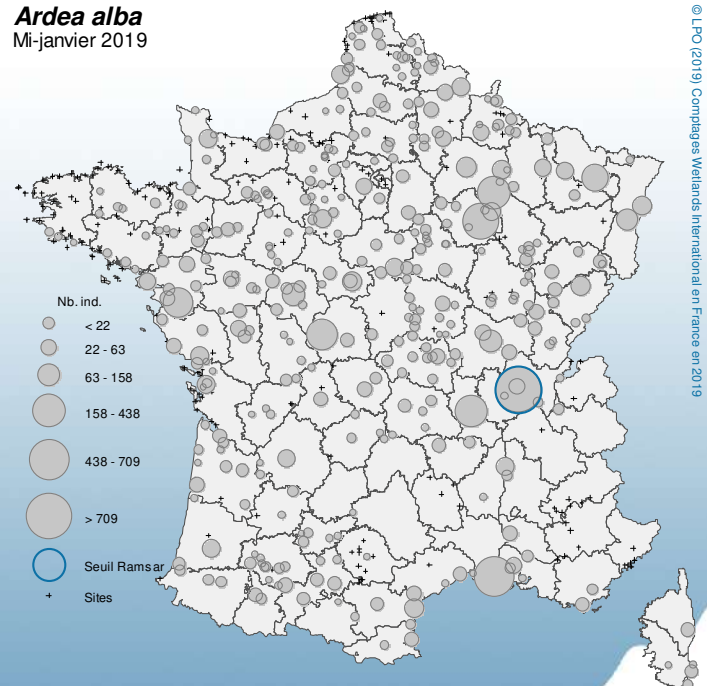 Ardea alba
Mi-janvier 2019
Nb. ind.
< 22
22 - 63
63 - 158
158 - 438
438 - 709
> 709
Seuil Ramsar
Sites
© LPO (2019) Comptages Wetlands International en France en 2019